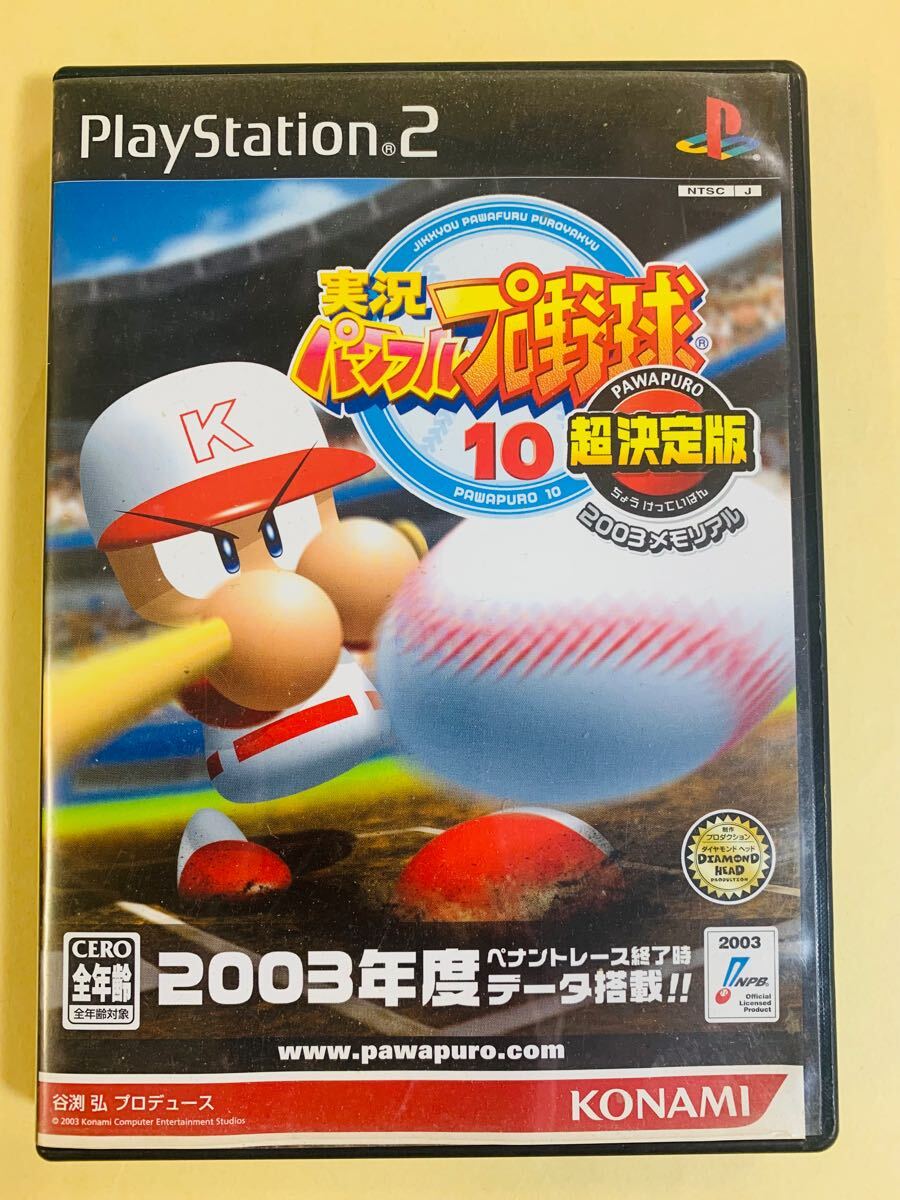 PlayStation®2
NTSC J
JIKKYOU PAWAFURU PUROYAKYU
実況
パワフルプロ野球®
10
PAWAPURO
超決定版
ちょうけっていばん
2003メモリアル
PAWAPURO 10
K
制作
プロダクション
ダイヤモンド ヘッド
DIAMOND
HEAD
PRODUCTION
CERO
全年齢
全年齢対象
2003年度
ペナントレース終了時
データ搭載!!
2003
NPB
Official
Licensed
Product
www.pawapuro.com
谷渕 弘 プロデュース
© 2003 Konami Computer Entertainment Studios
KONAMI